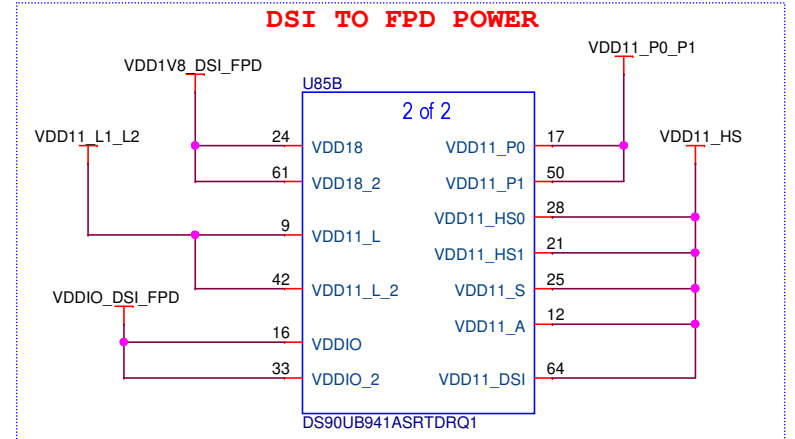 DSI TO FPD POWER
VDD11_P0_P1
VDD1V8_DSI_FPD
U85B
2 of 2
VDD11_L1_L2
VDD11_HS
24 VDD18 VDD11_P0 17
61 VDD18_2 VDD11_P1 50
VDD11_HS0 28
9 VDD11_L VDD11_HS1 21
42 VDD11_L_2 VDD11_S 25
VDDIO_DSI_FPD
16 VDDIO VDD11_A 12
33 VDDIO_2 VDD11_DSI 64
DS90UB941ASRTDRQ1